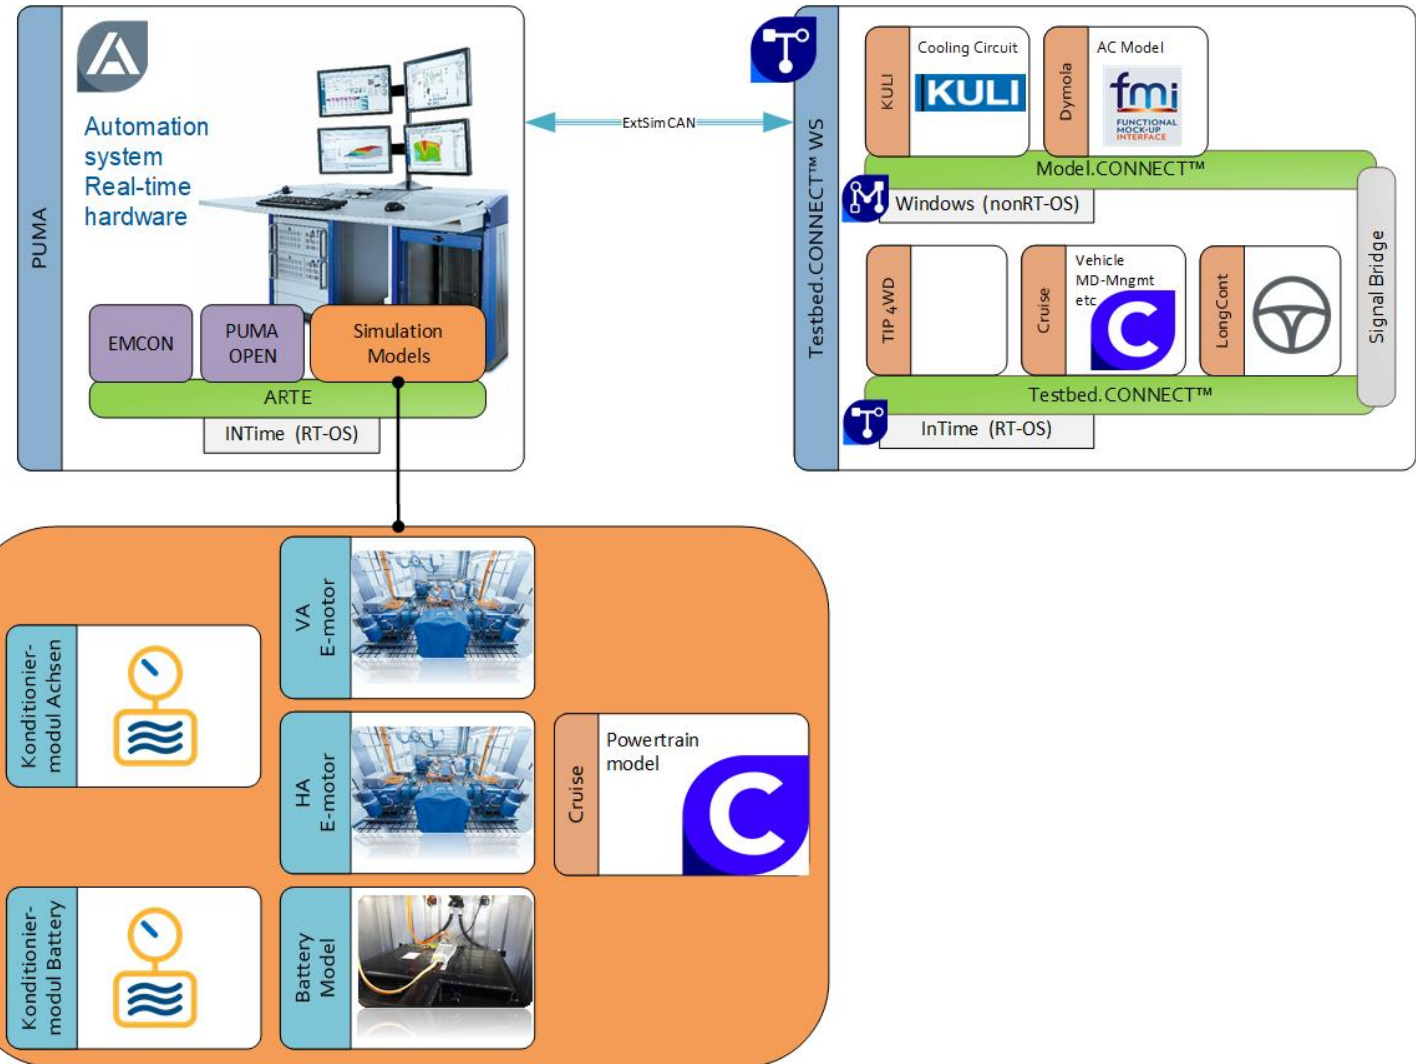 PUMA
Automation
system
Real-time
hardware
EMCON
PUMA
OPEN
Simulation
Models
ARTE
INTime (RT-OS)
ExtSimCAN
Testbed.CONNECT™ WS
KULI
Cooling Circuit
KULI
Dymola
AC Model
fmi
FUNCTIONAL
MOCK-UP
INTERFACE
Model.CONNECT™
Windows (nonRT-OS)
TIP 4WD
Cruise
Vehicle
MD-Mngmt
etc
C
LongCont
Testbed.CONNECT™
InTime (RT-OS)
Signal Bridge
Konditionier-
modul Achsen
Konditionier-
modul Battery
VA
E-motor
HA
E-motor
Battery
Model
Cruise
Powertrain
model
C